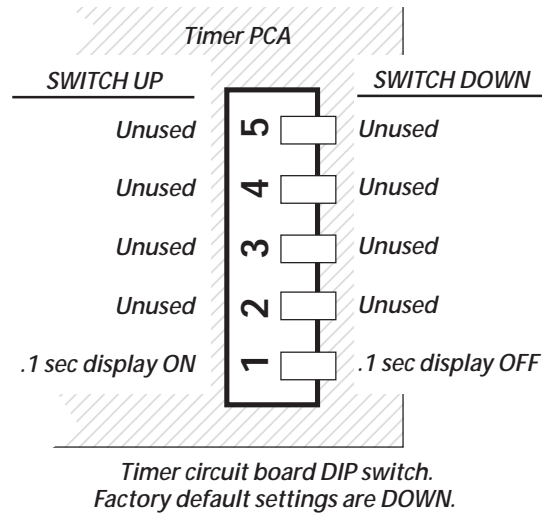 Timer PCA
SWITCH UP SWITCH DOWN
Unused 5 Unused
Unused 4 Unused
Unused 3 Unused
Unused 2 Unused
.1 sec display ON 1 .1 sec display OFF
Timer circuit board DIP switch.
Factory default settings are DOWN.